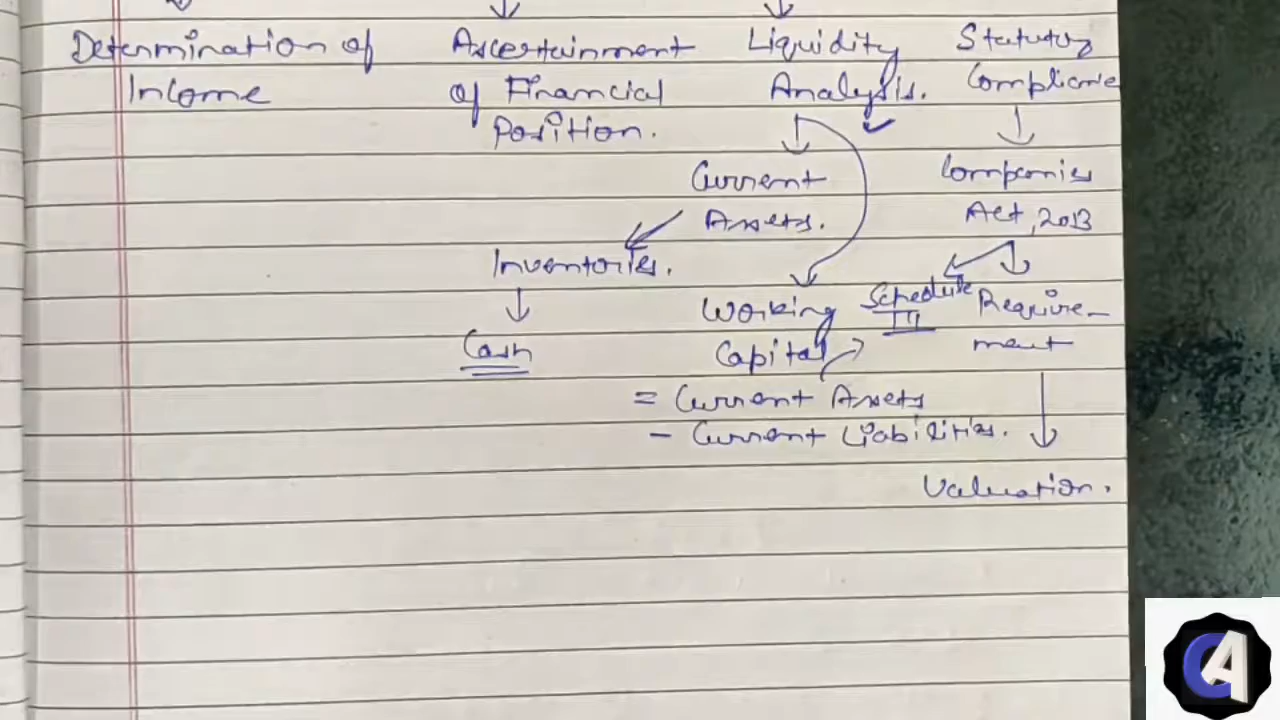 Determination of
Income
Ascertainment
of Financial
Position.
Liquidity
Analysis.
Statutory
Compliance
Current
Assets.
Inventories.
Cash
Working
Capital
= Current Assets
- Current Liabilities.
Companies
Act, 2013
Schedule
III
Require-
ment
Valuation.
CA